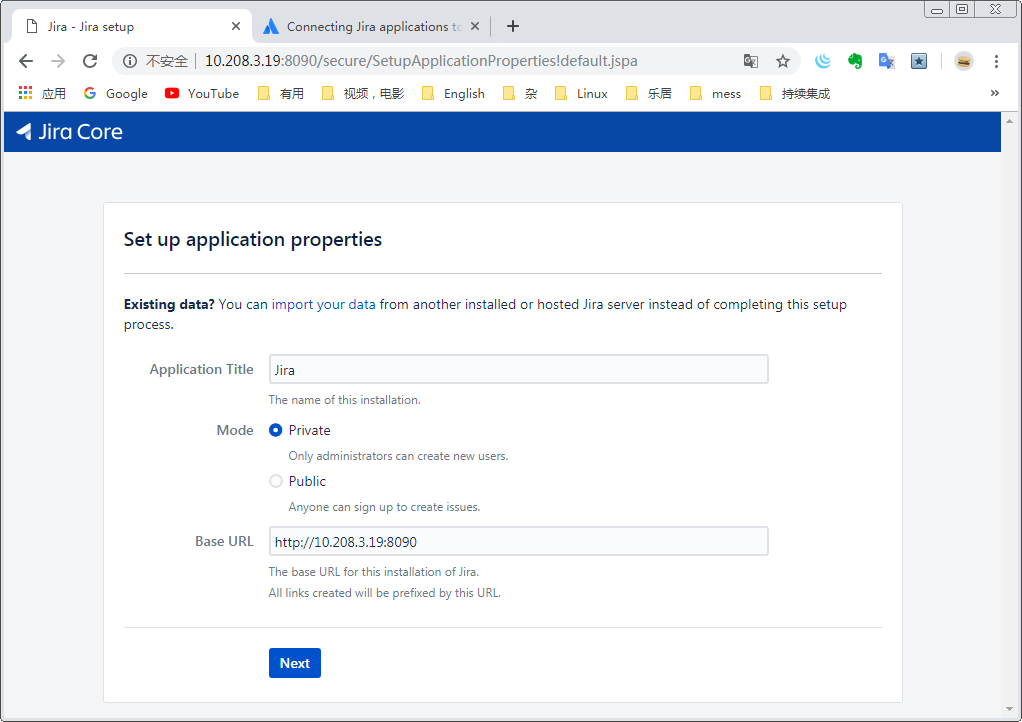 Jira - Jira setup
Connecting Jira applications to
不安全 10.208.3.19:8090/secure/SetupApplicationProperties!default.jspa
应用 Google YouTube 有用 视频，电影 English 杂 Linux 乐居 mess 持续集成 »
Jira Core
Set up application properties
Existing data? You can import your data from another installed or hosted Jira server instead of completing this setup
process.
Application Title Jira
The name of this installation.
Mode Private
Only administrators can create new users.
Public
Anyone can sign up to create issues.
Base URL http://10.208.3.19:8090
The base URL for this installation of Jira.
All links created will be prefixed by this URL.
Next